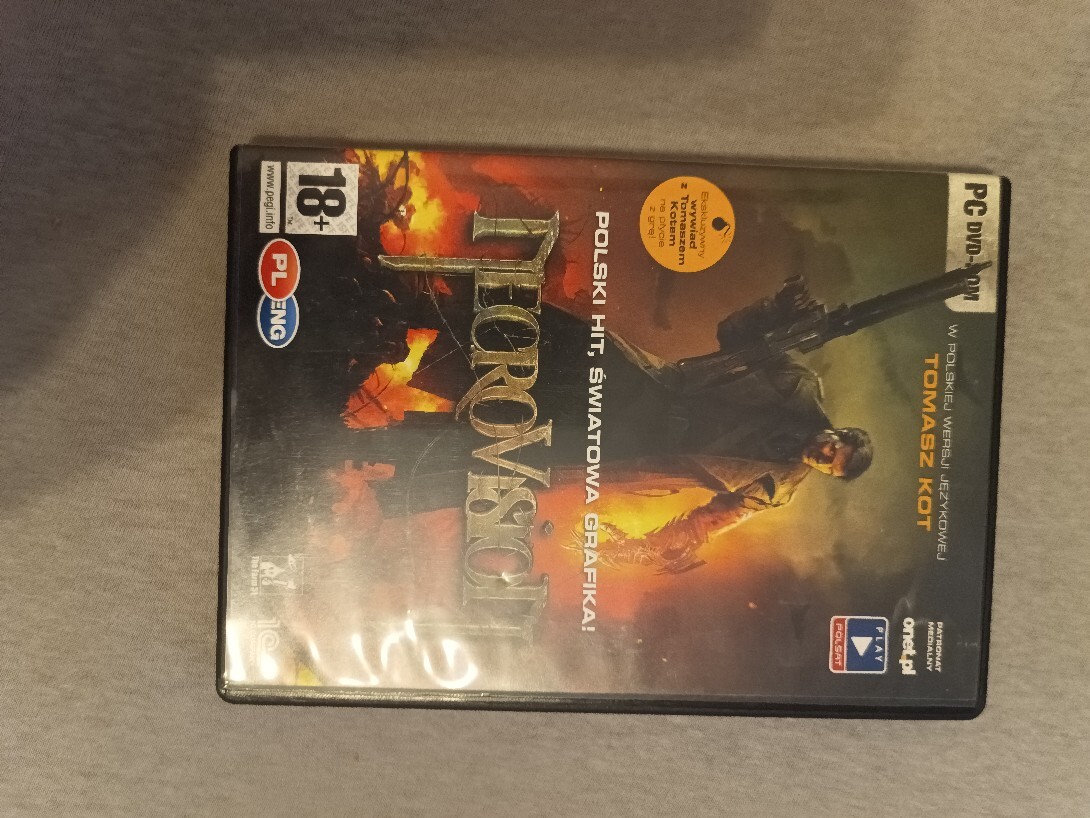 PC DVD-ROM
W POLSKIEJ WERSJI JĘZYKOWEJ
TOMASZ KOT
PATRONAT
MEDIALNY
onet.pl
PLAY
POLSAT
Ekskluzywny
wywiad
z Tomaszem
Kotem
na płycie
z grą!
POLSKI HIT, ŚWIATOWA GRAFIKA!
NECROVISION
18+
www.pegi.info
PL
ENG
1C